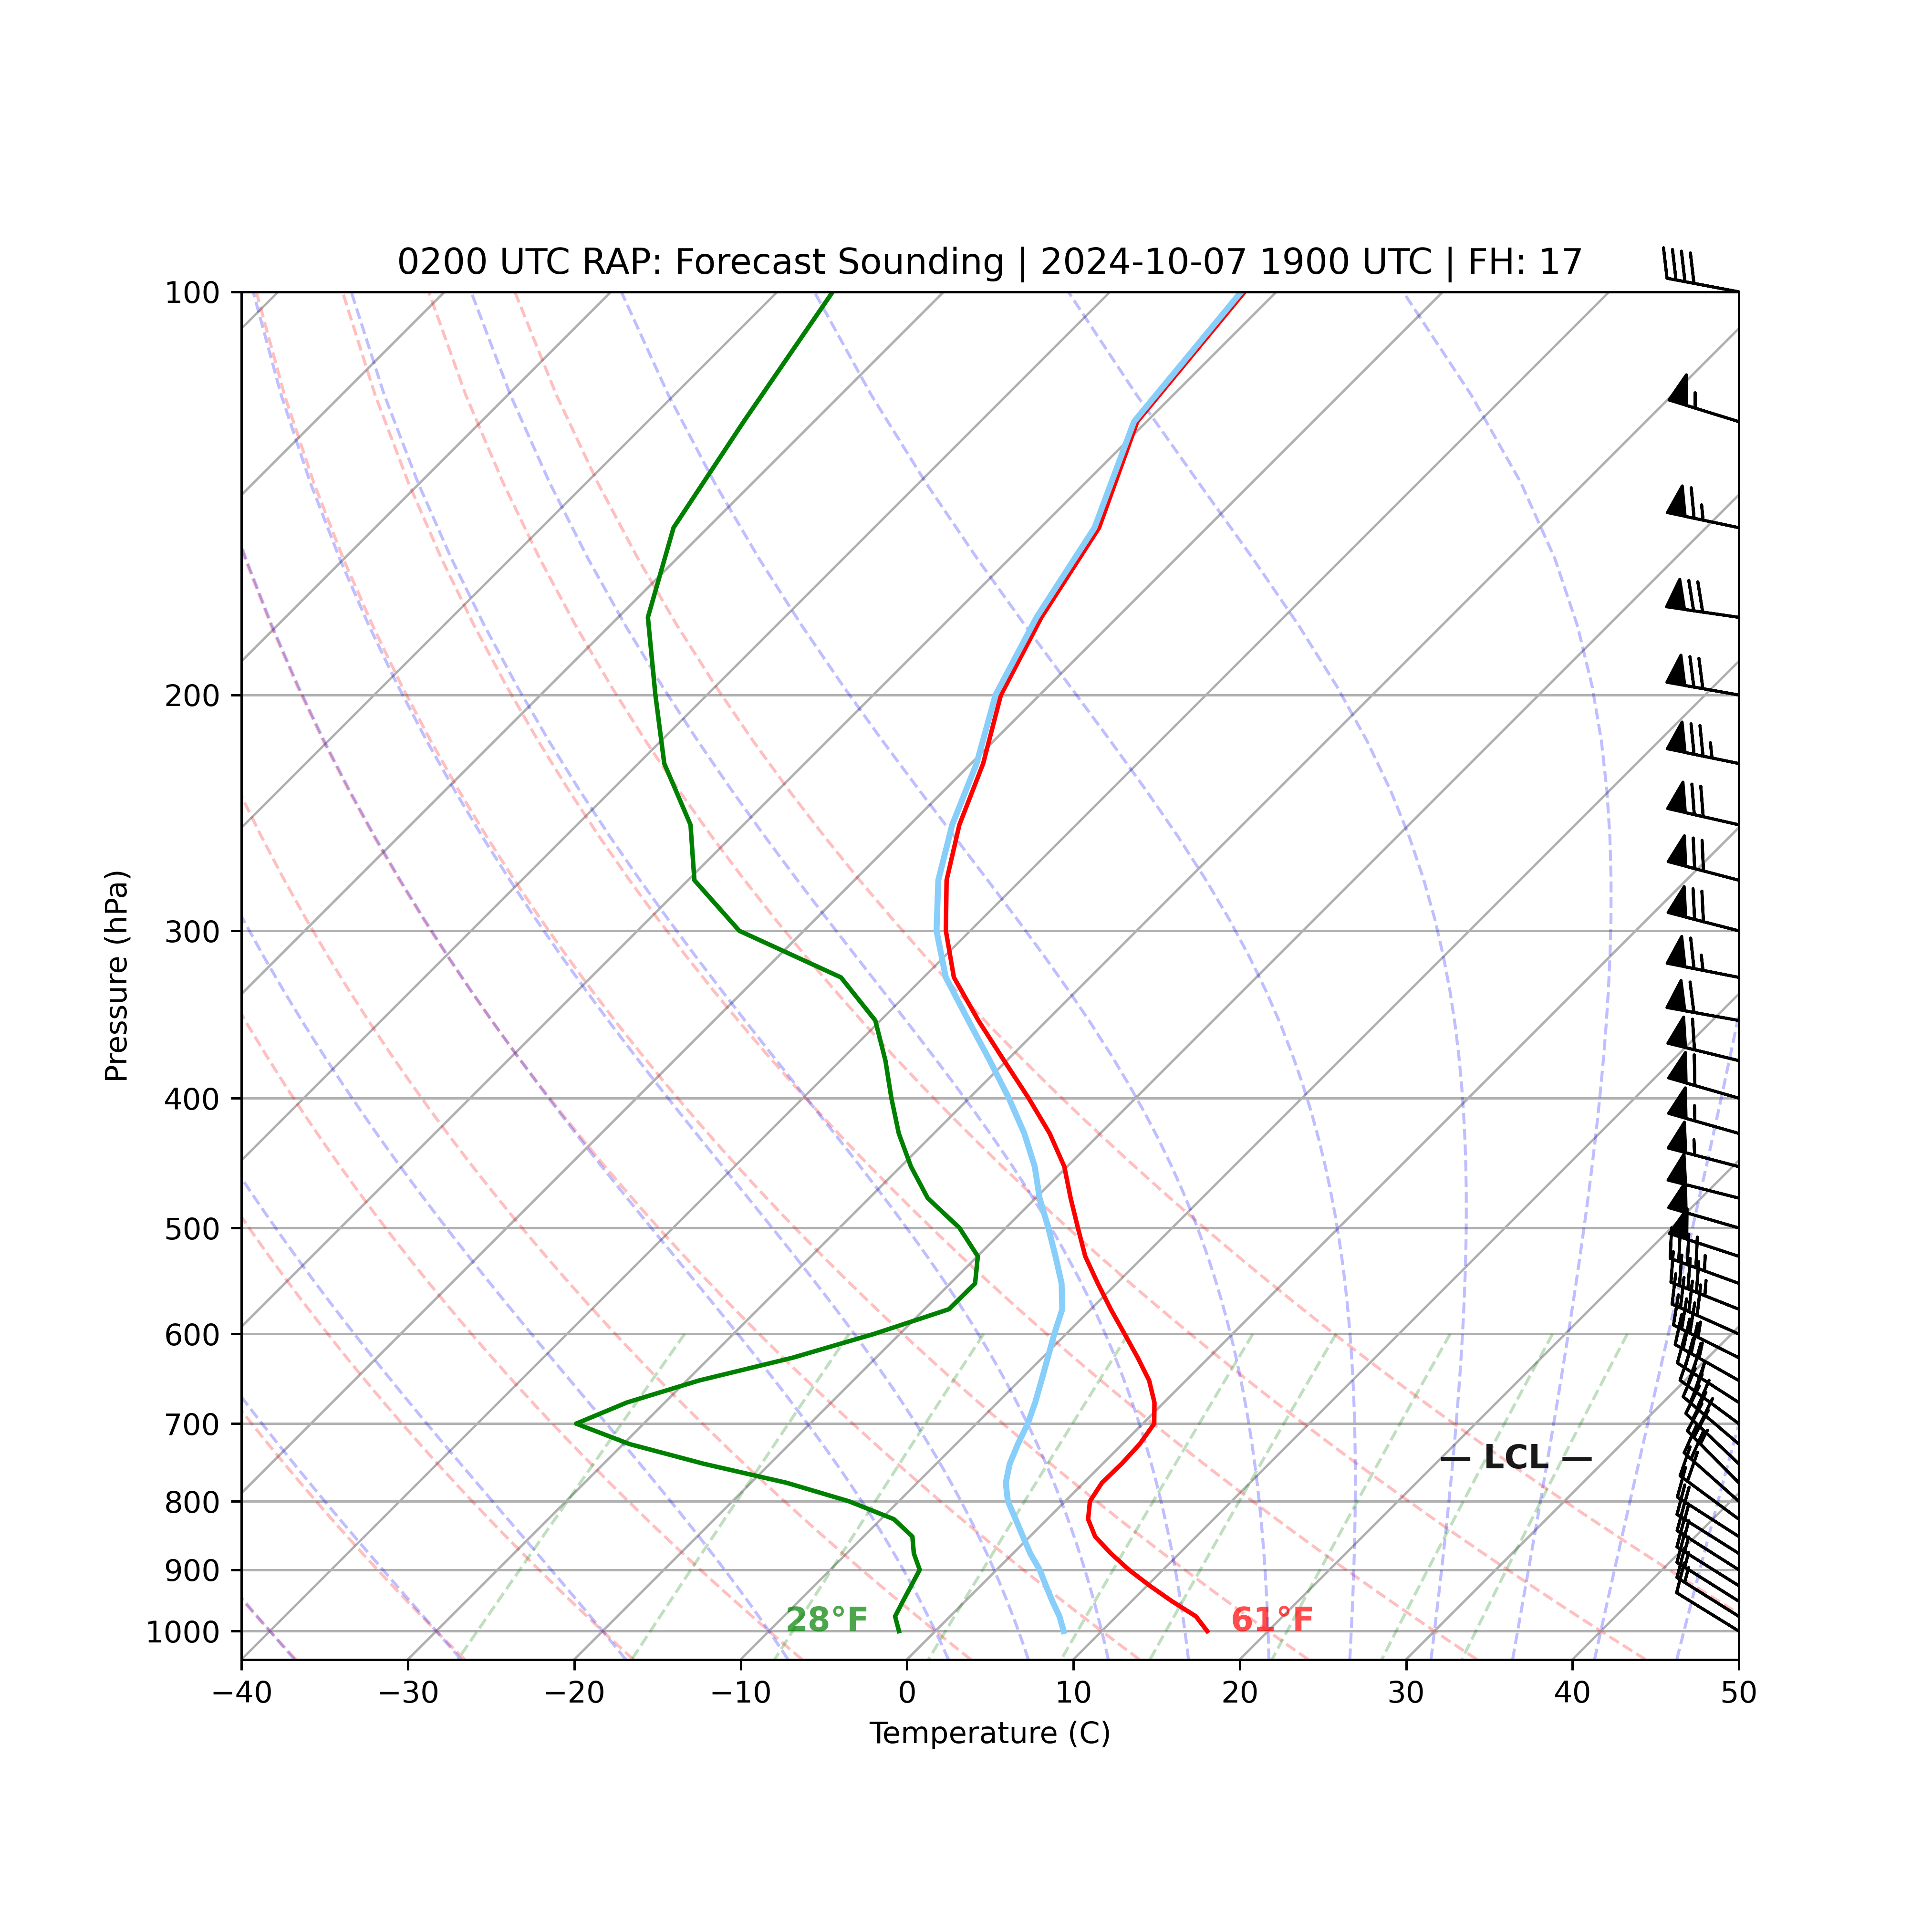 0200 UTC RAP: Forecast Sounding | 2024-10-07 1900 UTC | FH: 17
100
200
300
400
500
600
700
800
900
1000
Pressure (hPa)
— LCL —
28°F
61°F
−40 −30 −20 −10 0 10 20 30 40 50
Temperature (C)